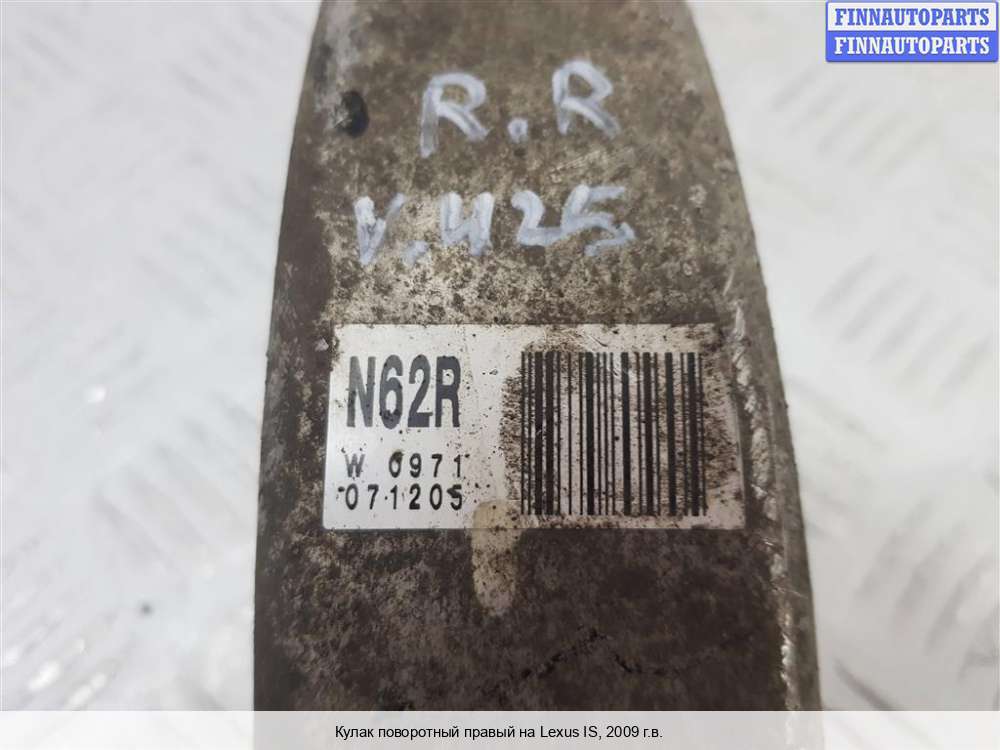 FINNAUTOPARTS
FINNAUTOPARTS
R.R
V.425
N62R
W 0971
071205
Кулак поворотный правый на Lexus IS, 2009 г.в.